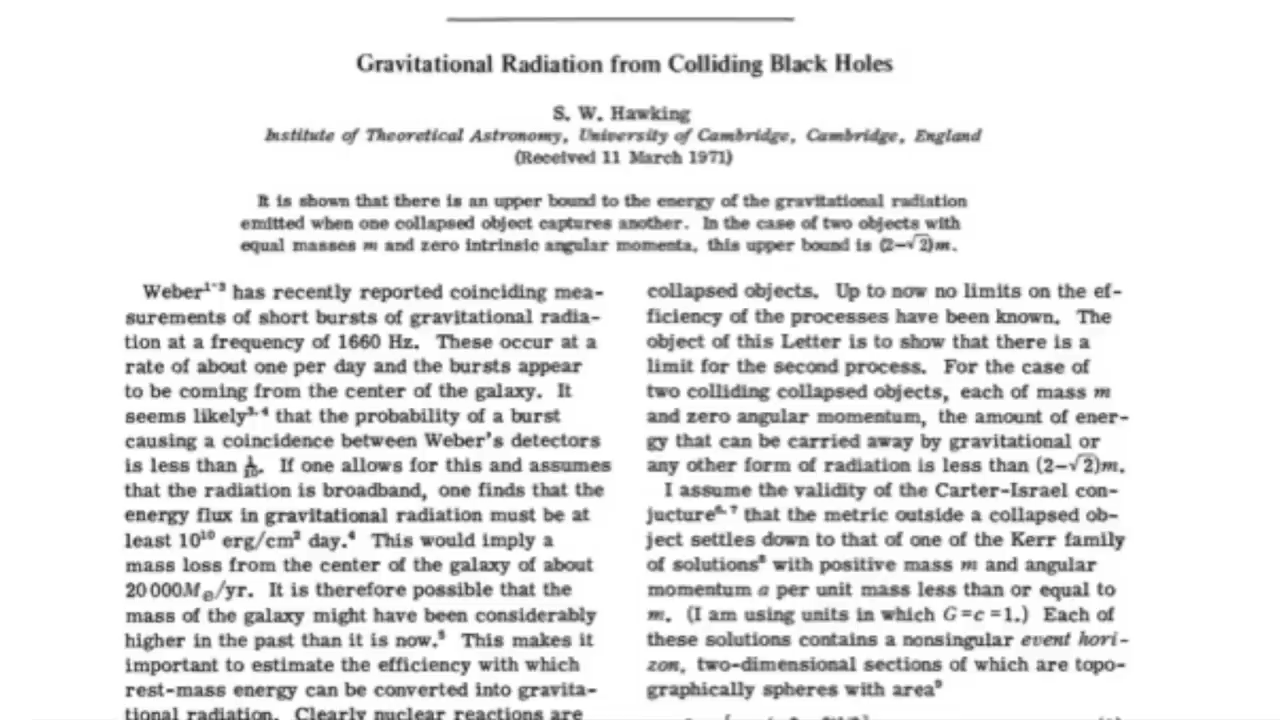 Gravitational Radiation from Colliding Black Holes
S. W. Hawking
Institute of Theoretical Astronomy, University of Cambridge, Cambridge, England
(Received 11 March 1971)
It is shown that there is an upper bound to the energy of the gravitational radiation
emitted when one collapsed object captures another. In the case of two objects with
equal masses m and zero intrinsic angular momenta, this upper bound is (2-√2)m.
Weber¹⁻³ has recently reported coinciding mea-
surements of short bursts of gravitational radia-
tion at a frequency of 1660 Hz. These occur at a
rate of about one per day and the bursts appear
to be coming from the center of the galaxy. It
seems likely³,⁴ that the probability of a burst
causing a coincidence between Weber's detectors
is less than 1/10. If one allows for this and assumes
that the radiation is broadband, one finds that the
energy flux in gravitational radiation must be at
least 10¹⁰ erg/cm² day.⁴ This would imply a
mass loss from the center of the galaxy of about
20 000M⊙/yr. It is therefore possible that the
mass of the galaxy might have been considerably
higher in the past than it is now.⁵ This makes it
important to estimate the efficiency with which
rest-mass energy can be converted into gravita-
tional radiation. Clearly nuclear reactions are
collapsed objects. Up to now no limits on the ef-
ficiency of the processes have been known. The
object of this Letter is to show that there is a
limit for the second process. For the case of
two colliding collapsed objects, each of mass m
and zero angular momentum, the amount of ener-
gy that can be carried away by gravitational or
any other form of radiation is less than (2-√2)m.
I assume the validity of the Carter-Israel con-
jucture⁶,⁷ that the metric outside a collapsed ob-
ject settles down to that of one of the Kerr family
of solutions⁸ with positive mass m and angular
momentum a per unit mass less than or equal to
m. (I am using units in which G=c=1.) Each of
these solutions contains a nonsingular event hori-
zon, two-dimensional sections of which are topo-
graphically spheres with area⁹